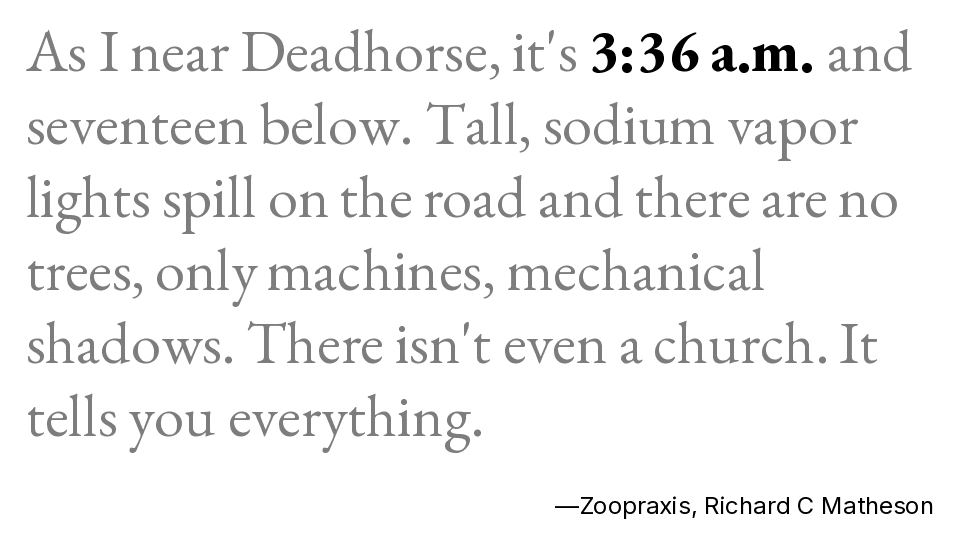 As I near Deadhorse, it's 3:36 a.m. and
seventeen below. Tall, sodium vapor
lights spill on the road and there are no
trees, only machines, mechanical
shadows. There isn't even a church. It
tells you everything.
—Zoopraxis, Richard C Matheson